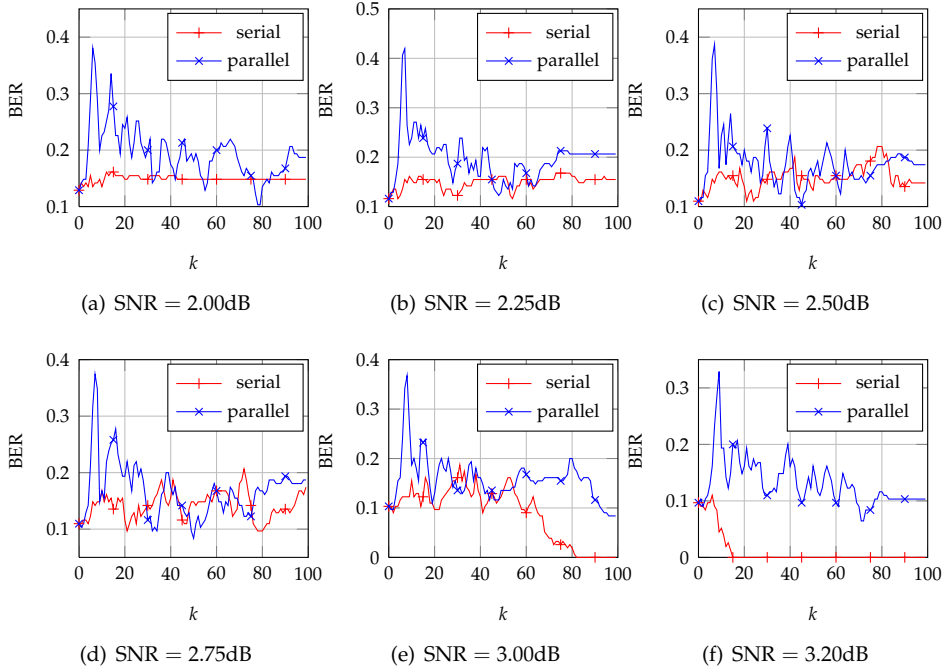 0.4
0.3
0.2
0.1
BER
serial
parallel
0 20 40 60 80 100
k
(a) SNR = 2.00dB
0.5
0.4
0.3
0.2
0.1
BER
serial
parallel
0 20 40 60 80 100
k
(b) SNR = 2.25dB
0.4
0.3
0.2
0.1
BER
serial
parallel
0 20 40 60 80 100
k
(c) SNR = 2.50dB
0.4
0.3
0.2
0.1
BER
serial
parallel
0 20 40 60 80 100
k
(d) SNR = 2.75dB
0.4
0.3
0.2
0.1
0
BER
serial
parallel
0 20 40 60 80 100
k
(e) SNR = 3.00dB
0.3
0.2
0.1
0
BER
serial
parallel
0 20 40 60 80 100
k
(f) SNR = 3.20dB